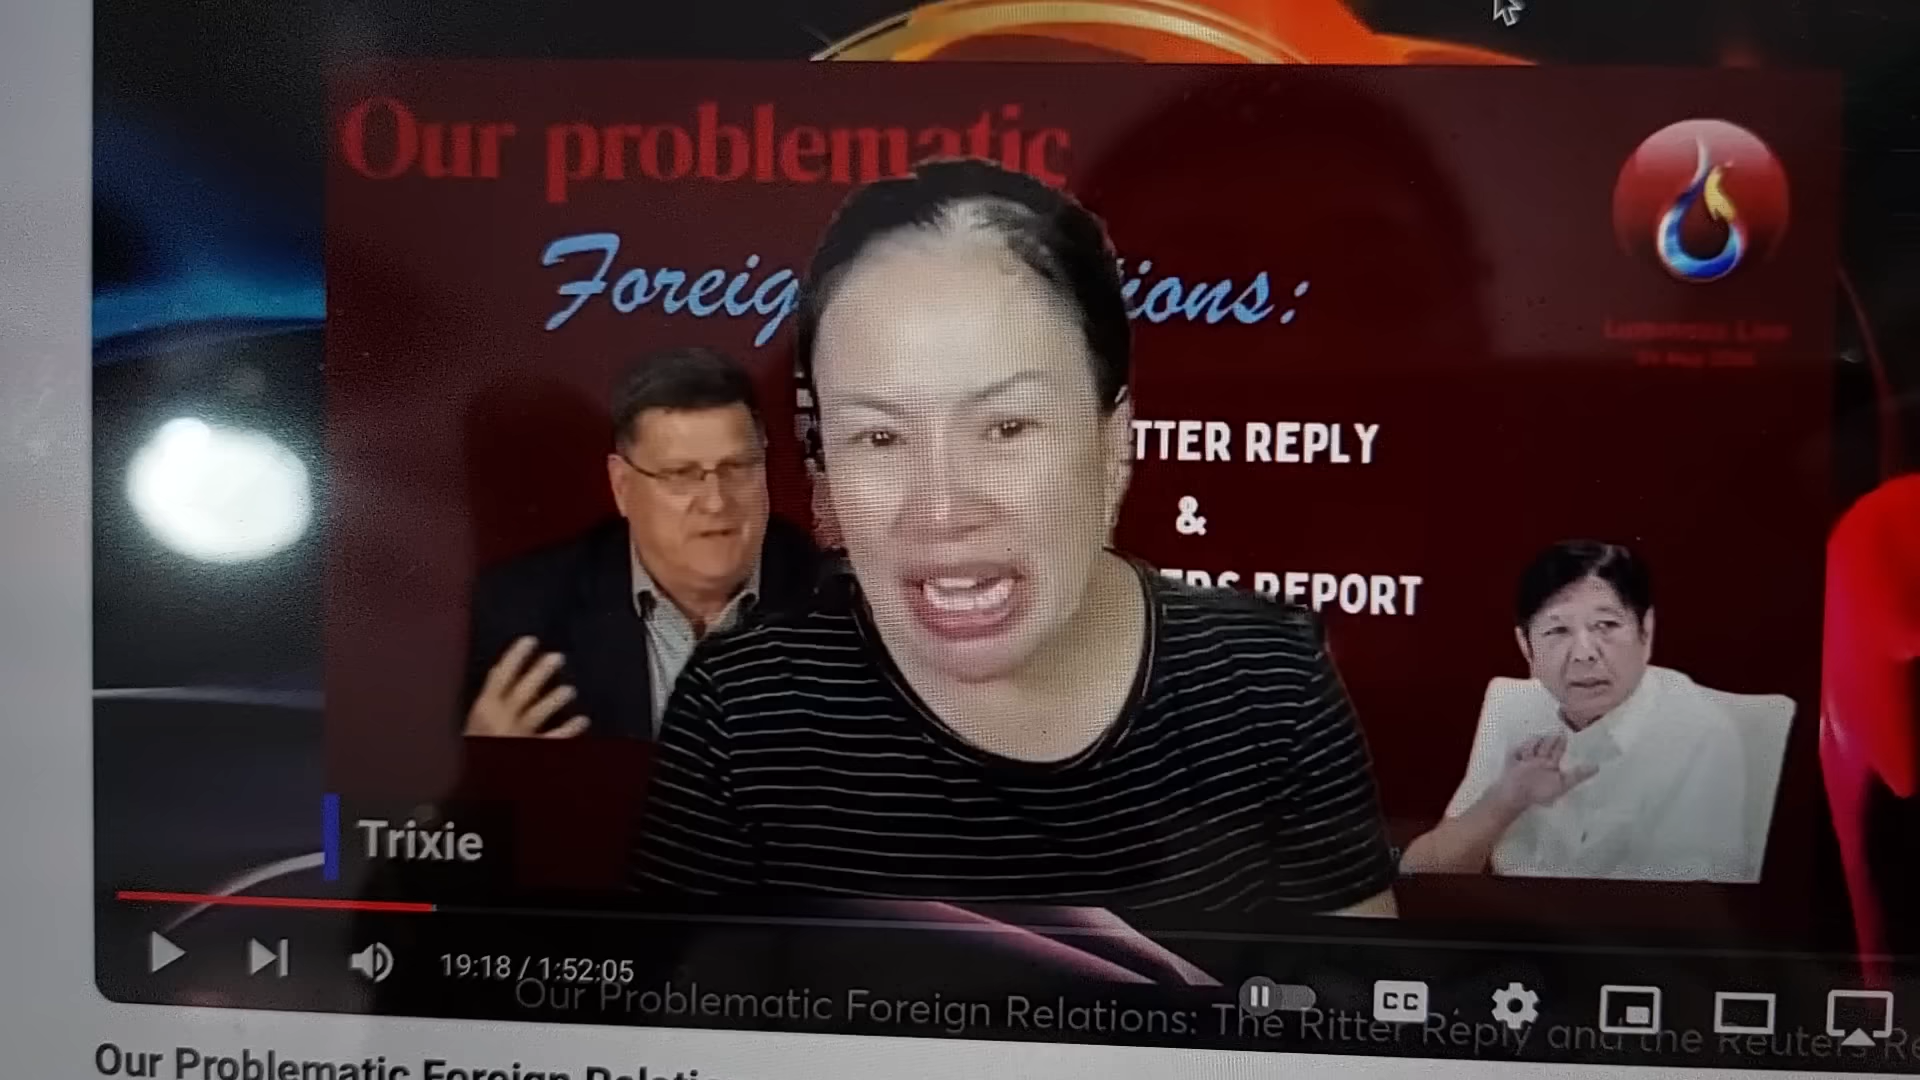 Our problematic
Foreig ions:
TTER REPLY
&
REPORT
Trixie
19:18 / 1:52:05
CC
Our Problematic Foreign Relations: The Ritter Reply and the Reuters Re
Our Problematic Foreign